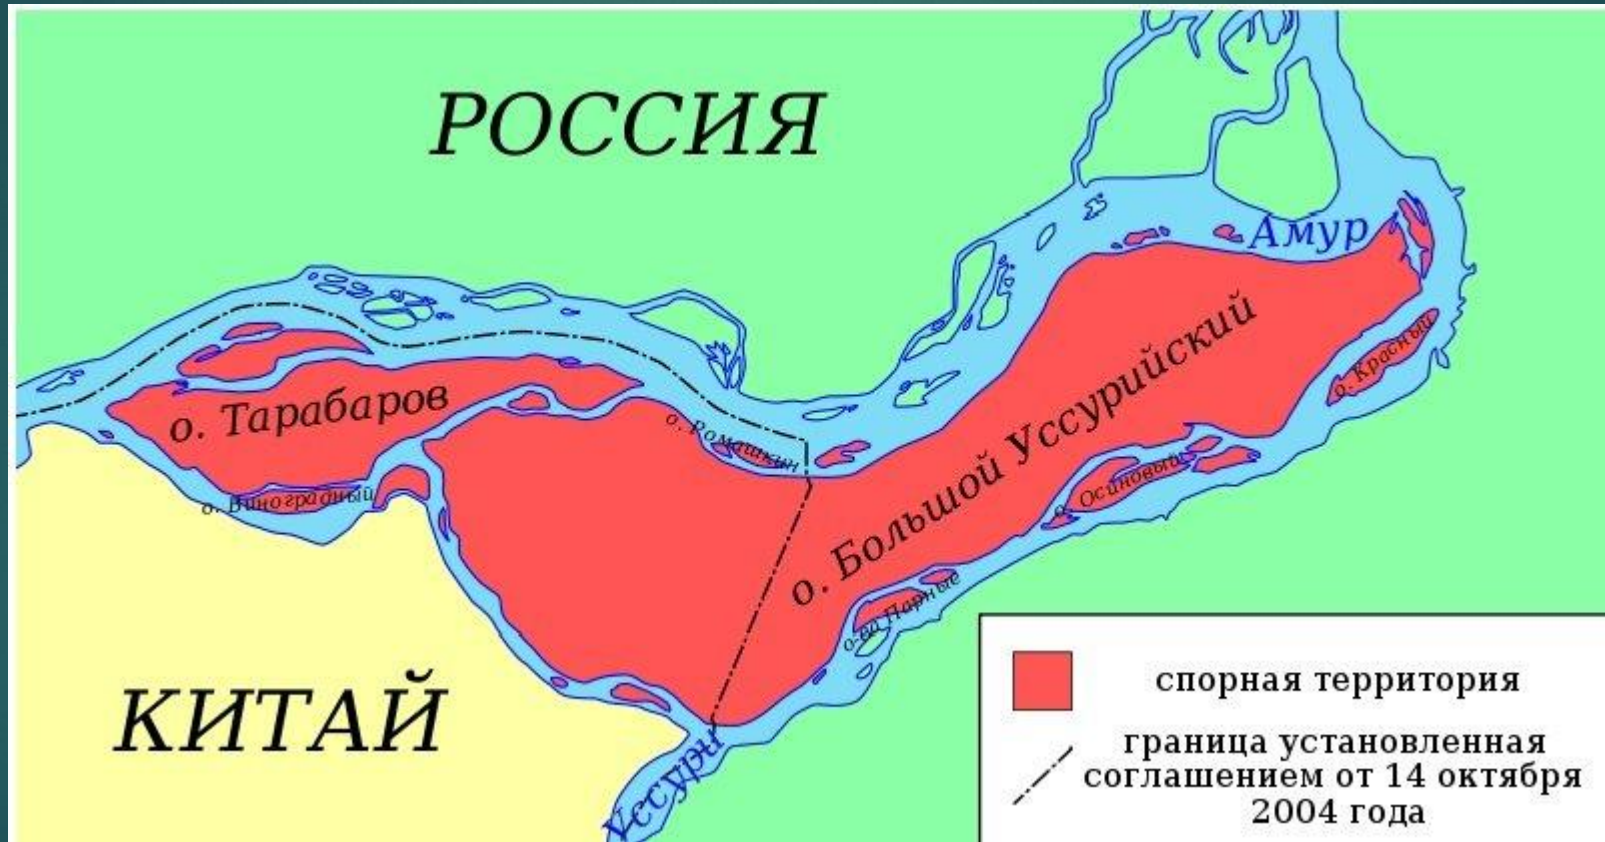 РОССИЯ
Амур
о. Тарабаров
о. Ромашкин
о. Виноградный
о. Большой Уссурийский
о. Красный
о. Осиновый
о-ва Парные
КИТАЙ
Уссури
спорная территория
граница установленная
соглашением от 14 октября
2004 года